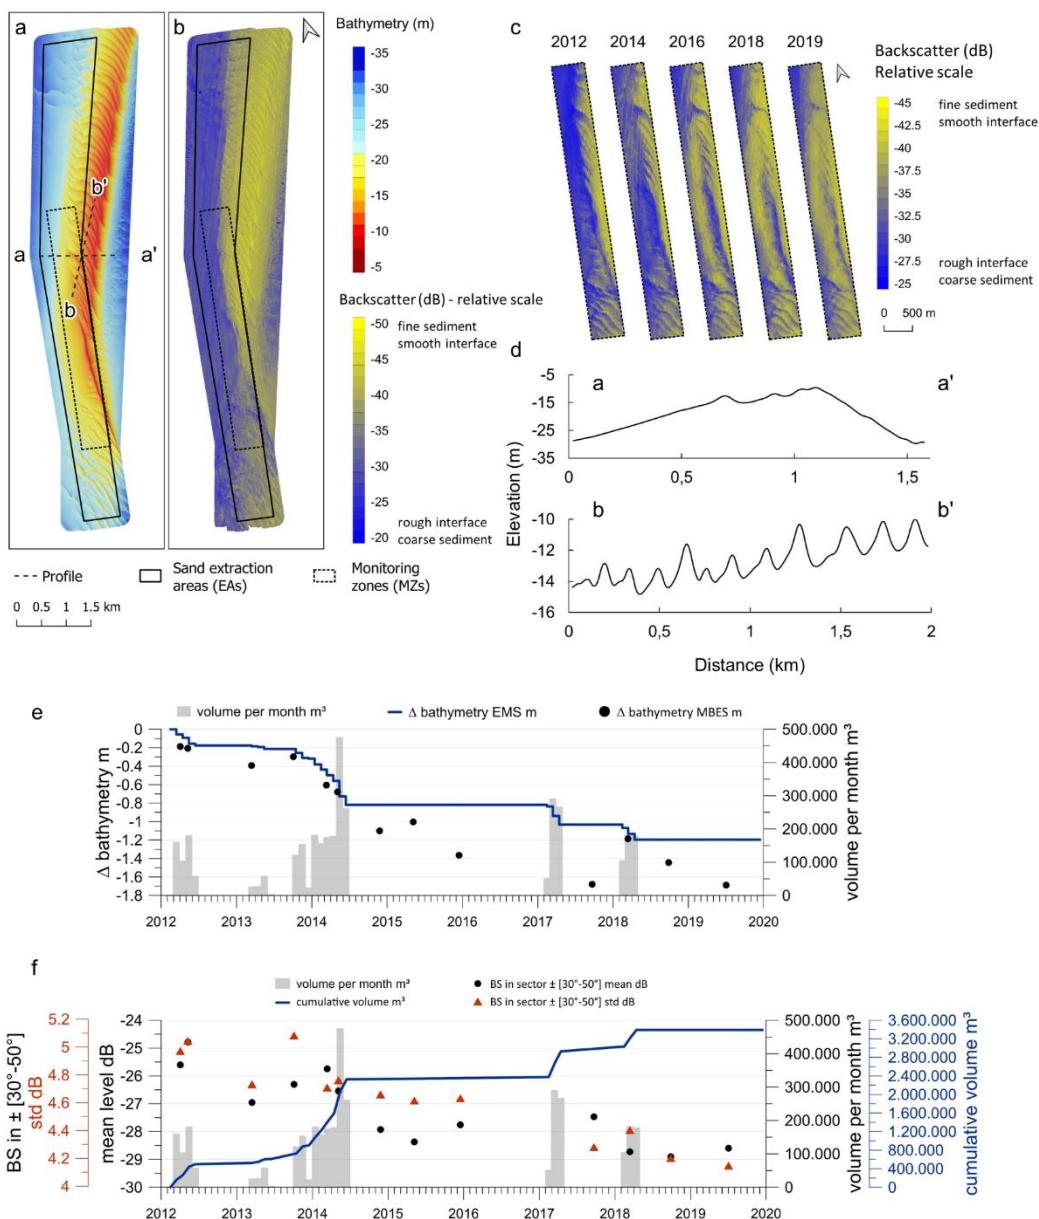 a
b
Bathymetry (m)
-35
-30
-25
-20
-15
-10
-5
b'
a
a'
b
Backscatter (dB) - relative scale
-50
-45
-40
-35
-30
-25
-20
fine sediment
smooth interface
rough interface
coarse sediment
Profile
Sand extraction
areas (EAs)
Monitoring
zones (MZs)
0 0.5 1 1.5 km
c
2012 2014 2016 2018 2019
Backscatter (dB)
Relative scale
-45
-42.5
-40
-37.5
-35
-32.5
-30
-27.5
-25
fine sediment
smooth interface
rough interface
coarse sediment
0 500 m
d
Elevation (m)
-5
-15
-25
-35
a a'
0 0,5 1 1,5
-10
-12
-14
-16
b b'
0 0,5 1 1,5 2
Distance (km)
e
volume per month m³ Δ bathymetry EMS m Δ bathymetry MBES m
Δ bathymetry m
0
-0.2
-0.4
-0.6
-0.8
-1
-1.2
-1.4
-1.6
-1.8
500.000
400.000
300.000
200.000
100.000
0
volume per month m³
2012 2013 2014 2015 2016 2017 2018 2019 2020
f
volume per month m³ BS in sector ± [30°-50°] mean dB
cumulative volume m³ BS in sector ± [30°-50°] std dB
BS in ± [30°-50°]
std dB
5.2
5
4.8
4.6
4.4
4.2
4
mean level dB
-24
-25
-26
-27
-28
-29
-30
500.000
400.000
300.000
200.000
100.000
0
volume per month m³
3.600.000
3.200.000
2.800.000
2.400.000
2.000.000
1.600.000
1.200.000
800.000
400.000
0
cumulative volume m³
2012 2013 2014 2015 2016 2017 2018 2019 2020